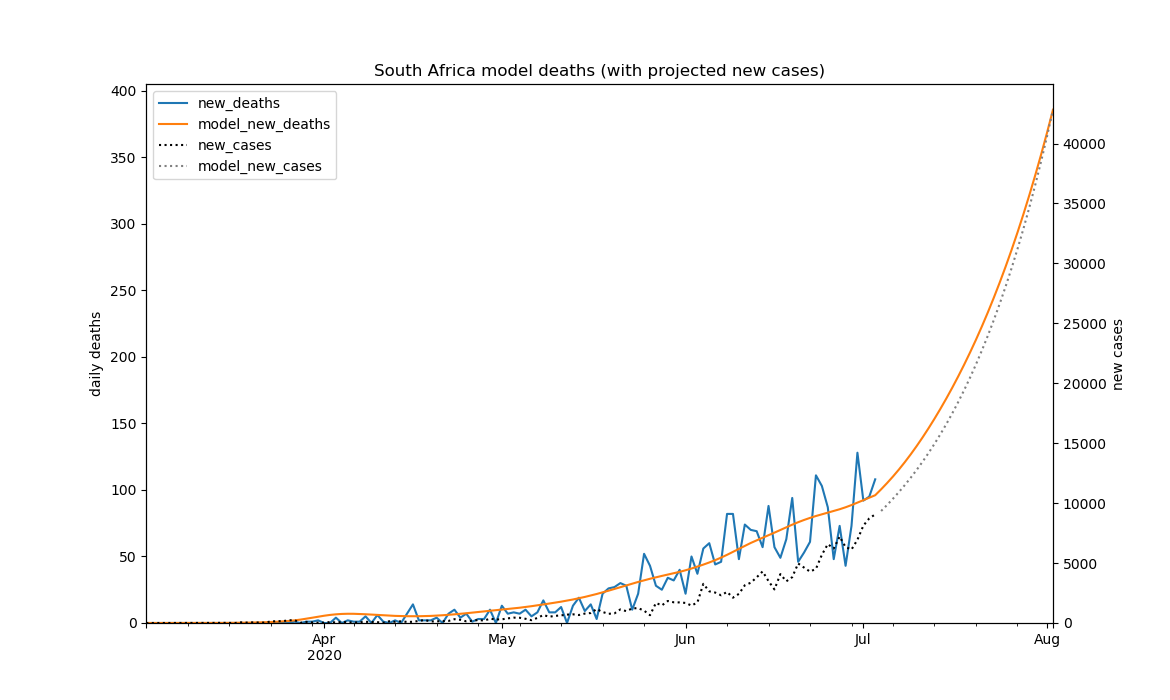 South Africa model deaths (with projected new cases)
new_deaths
model_new_deaths
new_cases
model_new_cases
400
350
300
250
200
150
100
50
0
daily deaths
40000
35000
30000
25000
20000
15000
10000
5000
0
new cases
Apr
2020
May
Jun
Jul
Aug